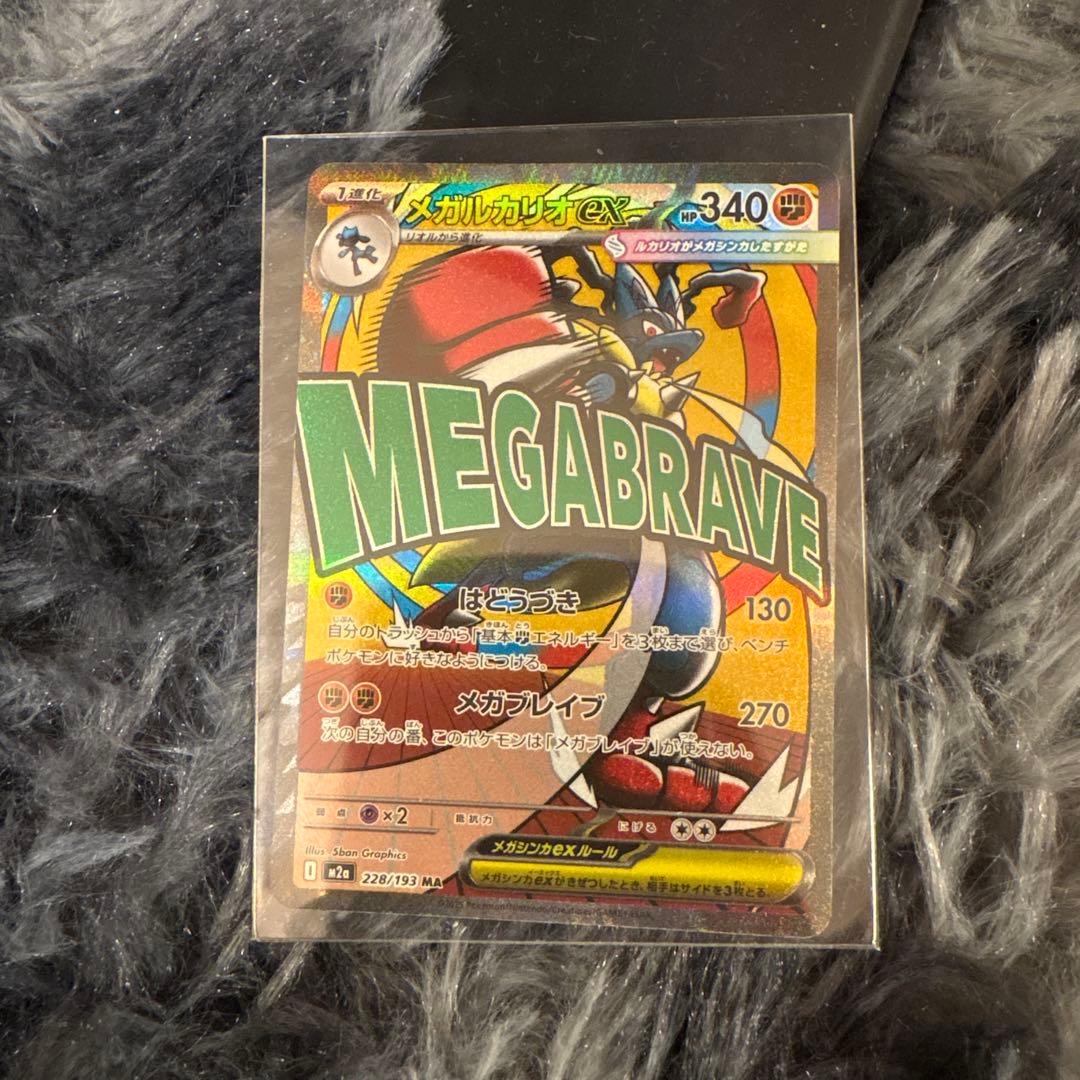 1進化
メガルカリオex
HP340
リオルから進化
ルカリオがメガシンカしたすがた
MEGABRAVE
はどうづき 130
自分のトラッシュから「基本エネルギー」を3枚まで選び、ベンチ
ポケモンに好きなようにつける。
メガブレイブ 270
次の自分の番、このポケモンは「メガブレイブ」が使えない。
弱点 ×2 抵抗力 にげる
Illus. 5ban Graphics
メガシンカexルール
I m2a 228/193 MA
メガシンカexがきぜつしたとき、相手はサイドを3枚とる。
©2025 Pokémon/Nintendo/Creatures/GAME FREAK